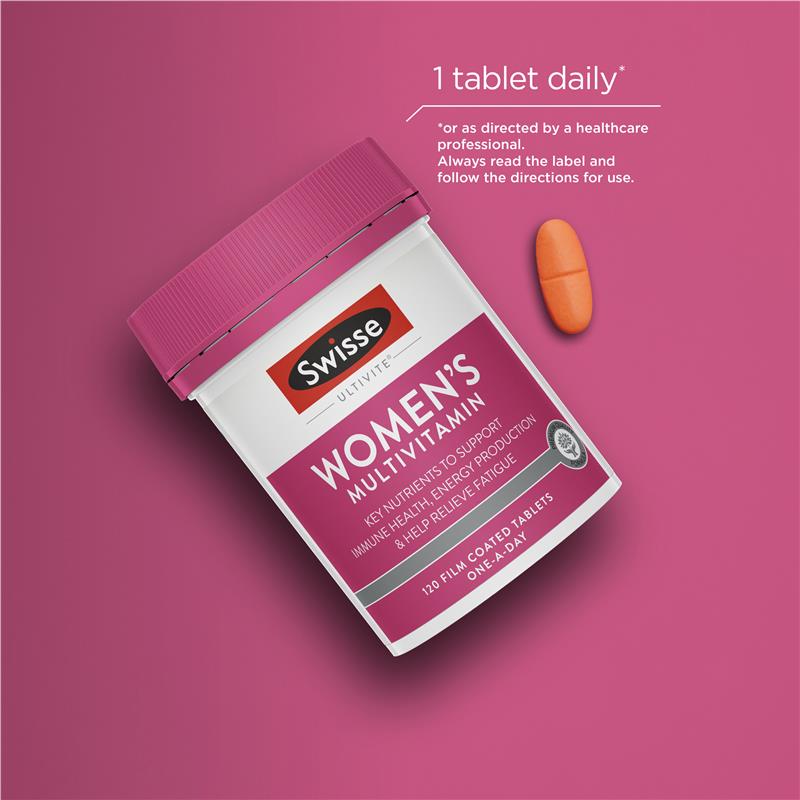 1 tablet daily*
*or as directed by a healthcare
professional.
Always read the label and
follow the directions for use.
Swisse
ULTIVITE®
WOMEN'S
MULTIVITAMIN
KEY NUTRIENTS TO SUPPORT
IMMUNE HEALTH, ENERGY PRODUCTION
& HELP RELIEVE FATIGUE
120 FILM COATED TABLETS
ONE-A-DAY